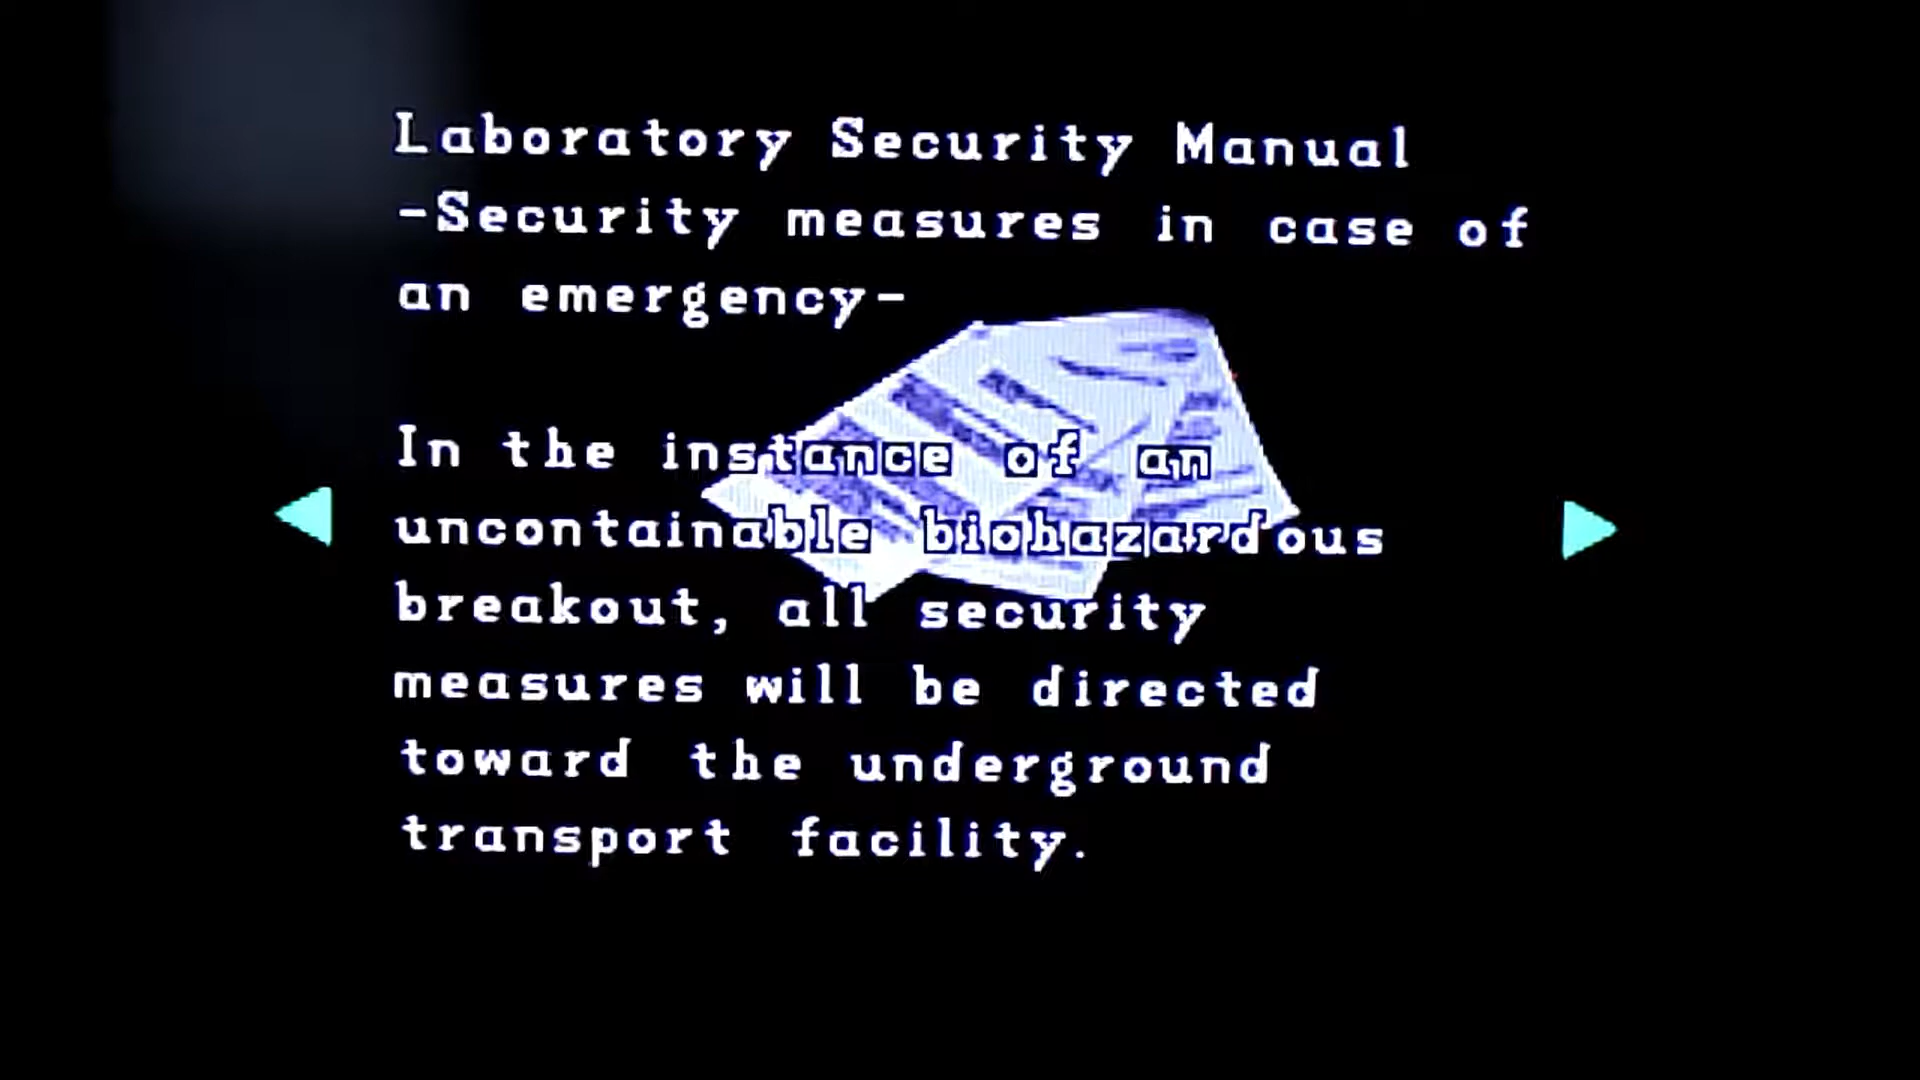 Laboratory Security Manual
-Security measures in case of
an emergency-
In the instance of an
uncontainable biohazardous
breakout, all security
measures will be directed
toward the underground
transport facility.